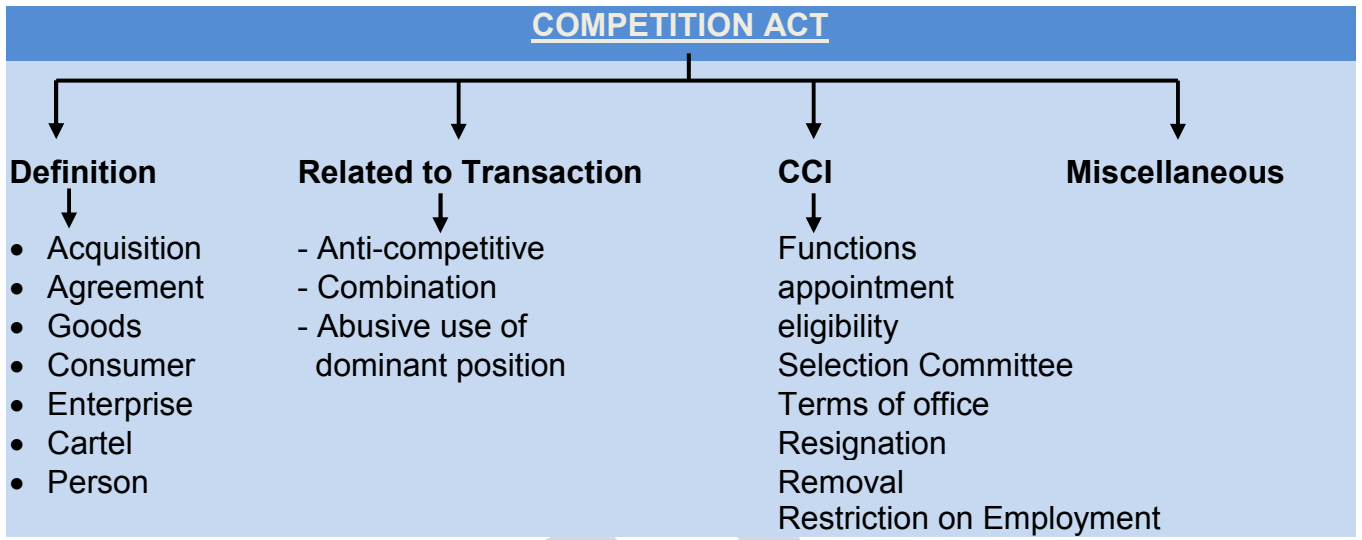 COMPETITION ACT
Definition
• Acquisition
• Agreement
• Goods
• Consumer
• Enterprise
• Cartel
• Person
Related to Transaction
- Anti-competitive
- Combination
- Abusive use of
dominant position
CCI
Functions
appointment
eligibility
Selection Committee
Terms of office
Resignation
Removal
Restriction on Employment
Miscellaneous